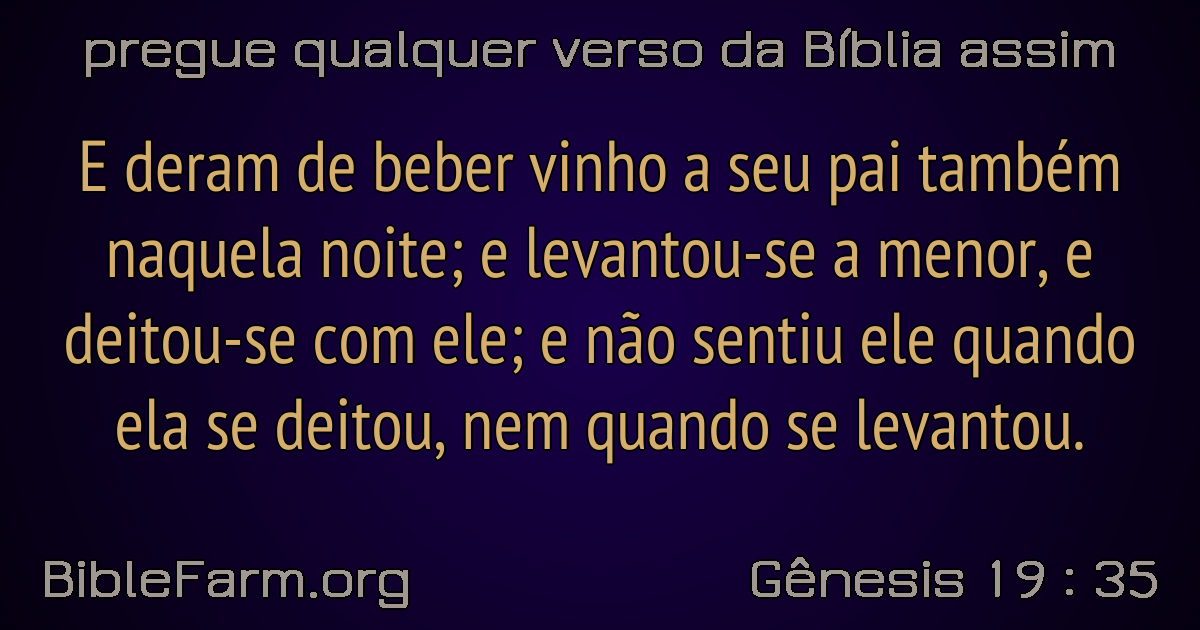 pregue qualquer verso da Bíblia assim
E deram de beber vinho a seu pai também
naquela noite; e levantou-se a menor, e
deitou-se com ele; e não sentiu ele quando
ela se deitou, nem quando se levantou.
BibleFarm.org
Gênesis 19 : 35